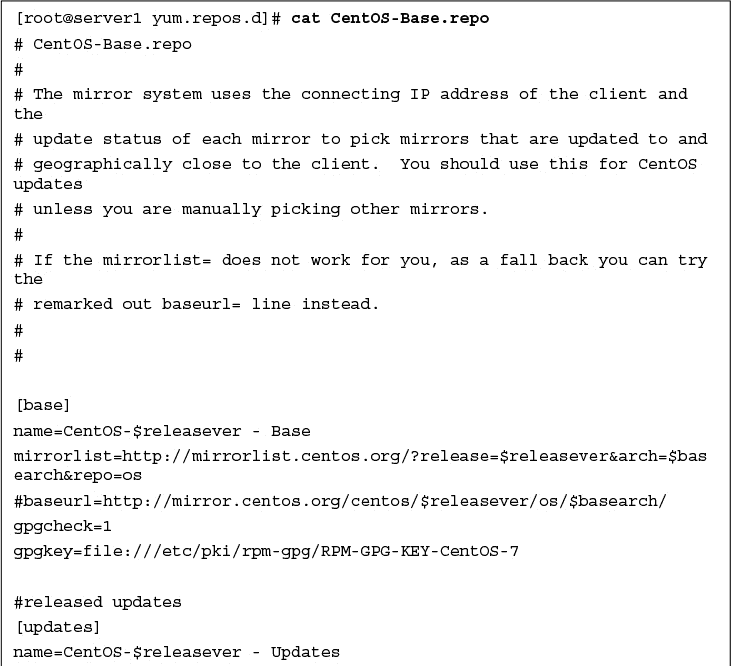 [root@server1 yum.repos.d]# cat CentOS-Base.repo
# CentOS-Base.repo
#
# The mirror system uses the connecting IP address of the client and
the
# update status of each mirror to pick mirrors that are updated to and
# geographically close to the client.  You should use this for CentOS
updates
# unless you are manually picking other mirrors.
#
# If the mirrorlist= does not work for you, as a fall back you can try
the
# remarked out baseurl= line instead.
#
#
[base]
name=CentOS-$releasever - Base
mirrorlist=http://mirrorlist.centos.org/?release=$releasever&arch=$bas
earch&repo=os
#baseurl=http://mirror.centos.org/centos/$releasever/os/$basearch/
gpgcheck=1
gpgkey=file:///etc/pki/rpm-gpg/RPM-GPG-KEY-CentOS-7
#released updates
[updates]
name=CentOS-$releasever - Updates